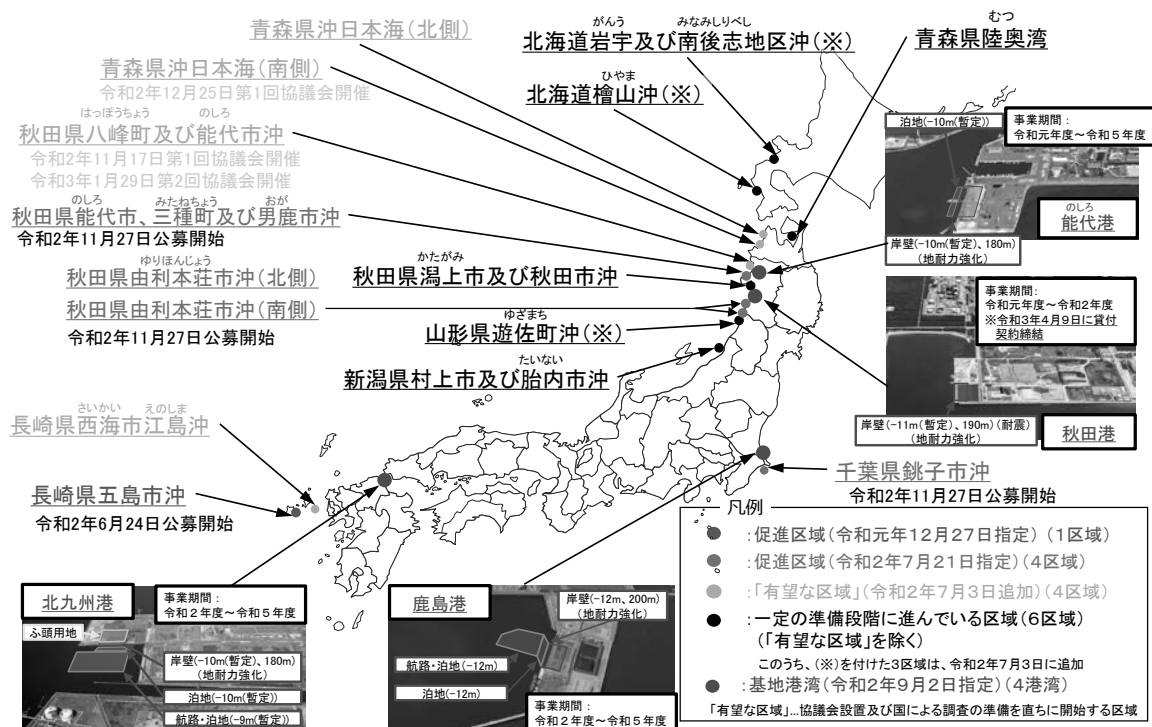 青森県沖日本海(北側)
青森県沖日本海(南側)
令和2年12月25日第1回協議会開催
はっぽうちょう のしろ
秋田県八峰町及び能代市沖
令和2年11月17日第1回協議会開催
令和3年1月29日第2回協議会開催
のしろ みたねちょう おが
秋田県能代市、三種町及び男鹿市沖
令和2年11月27日公募開始
ゆりほんじょう
秋田県由利本荘市沖(北側)
秋田県由利本荘市沖(南側)
令和2年11月27日公募開始
がんう みなみしりべし
北海道岩宇及び南後志地区沖(※)
ひやま
北海道檜山沖(※)
むつ
青森県陸奥湾
かたがみ
秋田県潟上市及び秋田市沖
ゆざまち
山形県遊佐町沖(※)
たいない
新潟県村上市及び胎内市沖
さいかい えのしま
長崎県西海市江島沖
長崎県五島市沖
令和2年6月24日公募開始
千葉県銚子市沖
令和2年11月27日公募開始
泊地(-10m(暫定))
事業期間:
令和元年度~令和5年度
のしろ
能代港
岸壁(-10m(暫定)、180m)
(地耐力強化)
事業期間:
令和元年度~令和2年度
※令和3年4月9日に貸付
契約締結
岸壁(-11m(暫定)、190m)(耐震)
(地耐力強化)
秋田港
北九州港
事業期間:
令和2年度~令和5年度
ふ頭用地
岸壁(-10m(暫定)、180m)
(地耐力強化)
泊地(-10m(暫定))
航路・泊地(-9m(暫定))
鹿島港
岸壁(-12m、200m)
(地耐力強化)
航路・泊地(-12m)
泊地(-12m)
事業期間:
令和2年度~令和5年度
凡例
:促進区域(令和元年12月27日指定)(1区域)
:促進区域(令和2年7月21日指定)(4区域)
:「有望な区域」(令和2年7月3日追加)(4区域)
:一定の準備段階に進んでいる区域(6区域)
(「有望な区域」を除く)
このうち、(※)を付けた3区域は、令和2年7月3日に追加
:基地港湾(令和2年9月2日指定)(4港湾)
「有望な区域」…協議会設置及び国による調査の準備を直ちに開始する区域